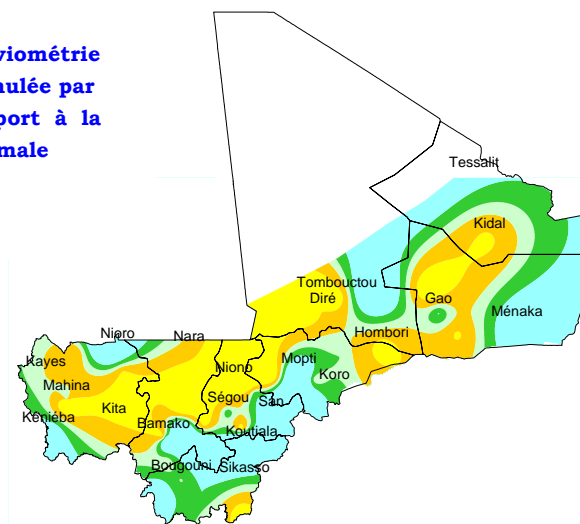 viométrie
nulée par
port à la
male
Tessalit
Kidal
Tombouctou
Diré
Gao
Ménaka
Hombori
Nioro
Nara
Niono
Mopti
Koro
Kayes
Mahina
Ségou
San
Kéniéba
Kita
Bamako
Koutiala
Bougouni
Sikasso